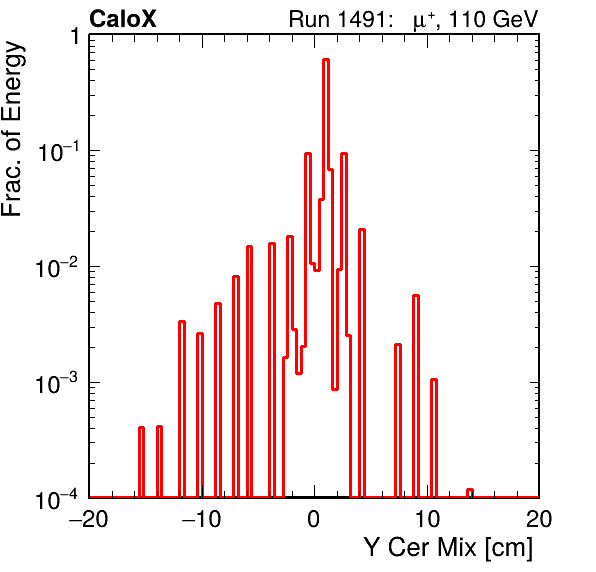 CaloX Run 1491: μ⁺, 110 GeV
Frac. of Energy
1
10⁻¹
10⁻²
10⁻³
10⁻⁴
−20 −10 0 10 20
Y Cer Mix [cm]